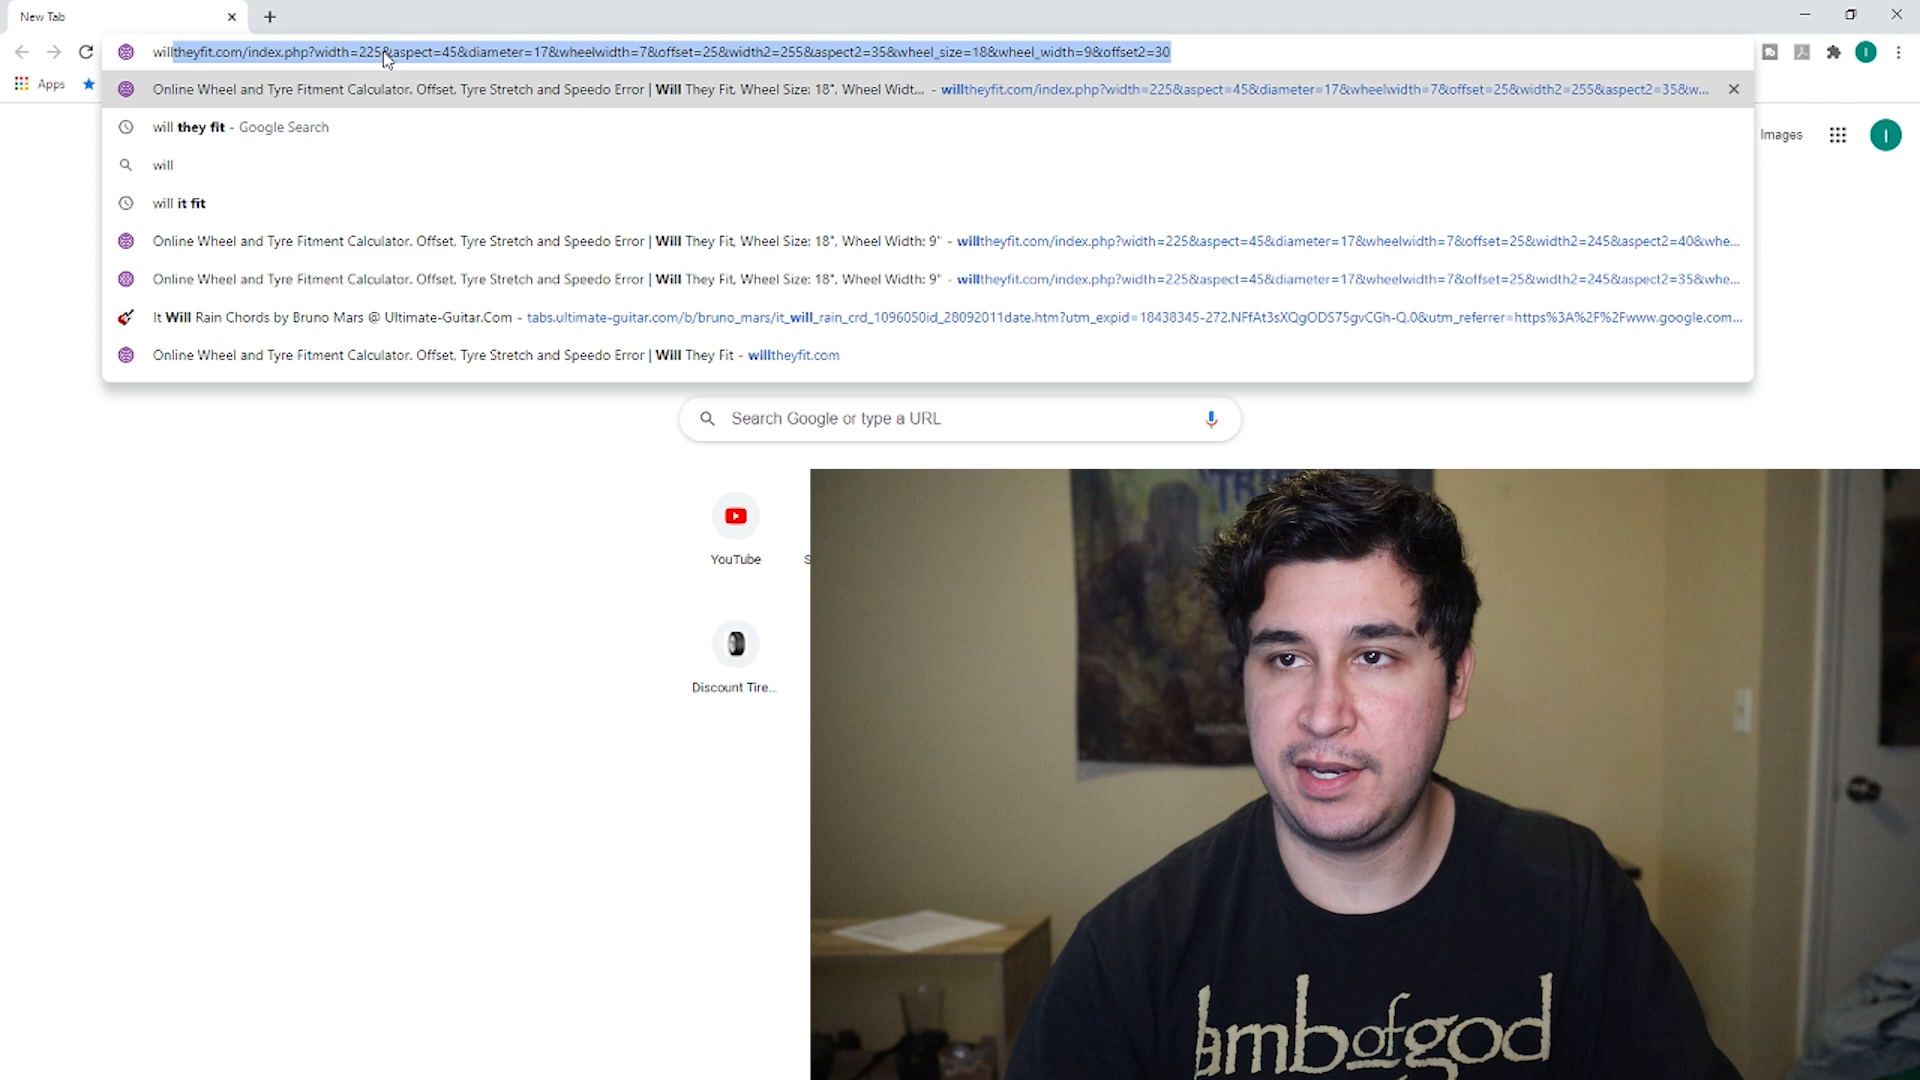 New Tab
willtheyfit.com/index.php?width=225&aspect=45&diameter=17&wheelwidth=7&offset=25&width2=255&aspect2=35&wheel_size=18&wheel_width=9&offset2=30
Apps
Online Wheel and Tyre Fitment Calculator. Offset, Tyre Stretch and Speedo Error | Will They Fit, Wheel Size: 18", Wheel Widt... - willtheyfit.com/index.php?width=225&aspect=45&diameter=17&wheelwidth=7&offset=25&width2=255&aspect2=35&w...
will they fit - Google Search
Images
I
will
will it fit
Online Wheel and Tyre Fitment Calculator. Offset, Tyre Stretch and Speedo Error | Will They Fit, Wheel Size: 18", Wheel Width: 9" - willtheyfit.com/index.php?width=225&aspect=45&diameter=17&wheelwidth=7&offset=25&width2=245&aspect2=40&whe...
Online Wheel and Tyre Fitment Calculator. Offset, Tyre Stretch and Speedo Error | Will They Fit, Wheel Size: 18", Wheel Width: 9" - willtheyfit.com/index.php?width=225&aspect=45&diameter=17&wheelwidth=7&offset=25&width2=245&aspect2=35&whe...
It Will Rain Chords by Bruno Mars @ Ultimate-Guitar.Com - tabs.ultimate-guitar.com/b/bruno_mars/it_will_rain_crd_1096050id_28092011date.htm?utm_expid=18438345-272.NFfAt3sXQgODS75gvCGh-Q.0&utm_referrer=https%3A%2F%2Fwww.google.com...
Online Wheel and Tyre Fitment Calculator. Offset, Tyre Stretch and Speedo Error | Will They Fit - willtheyfit.com
Search Google or type a URL
YouTube
Discount Tire...
lamb of god